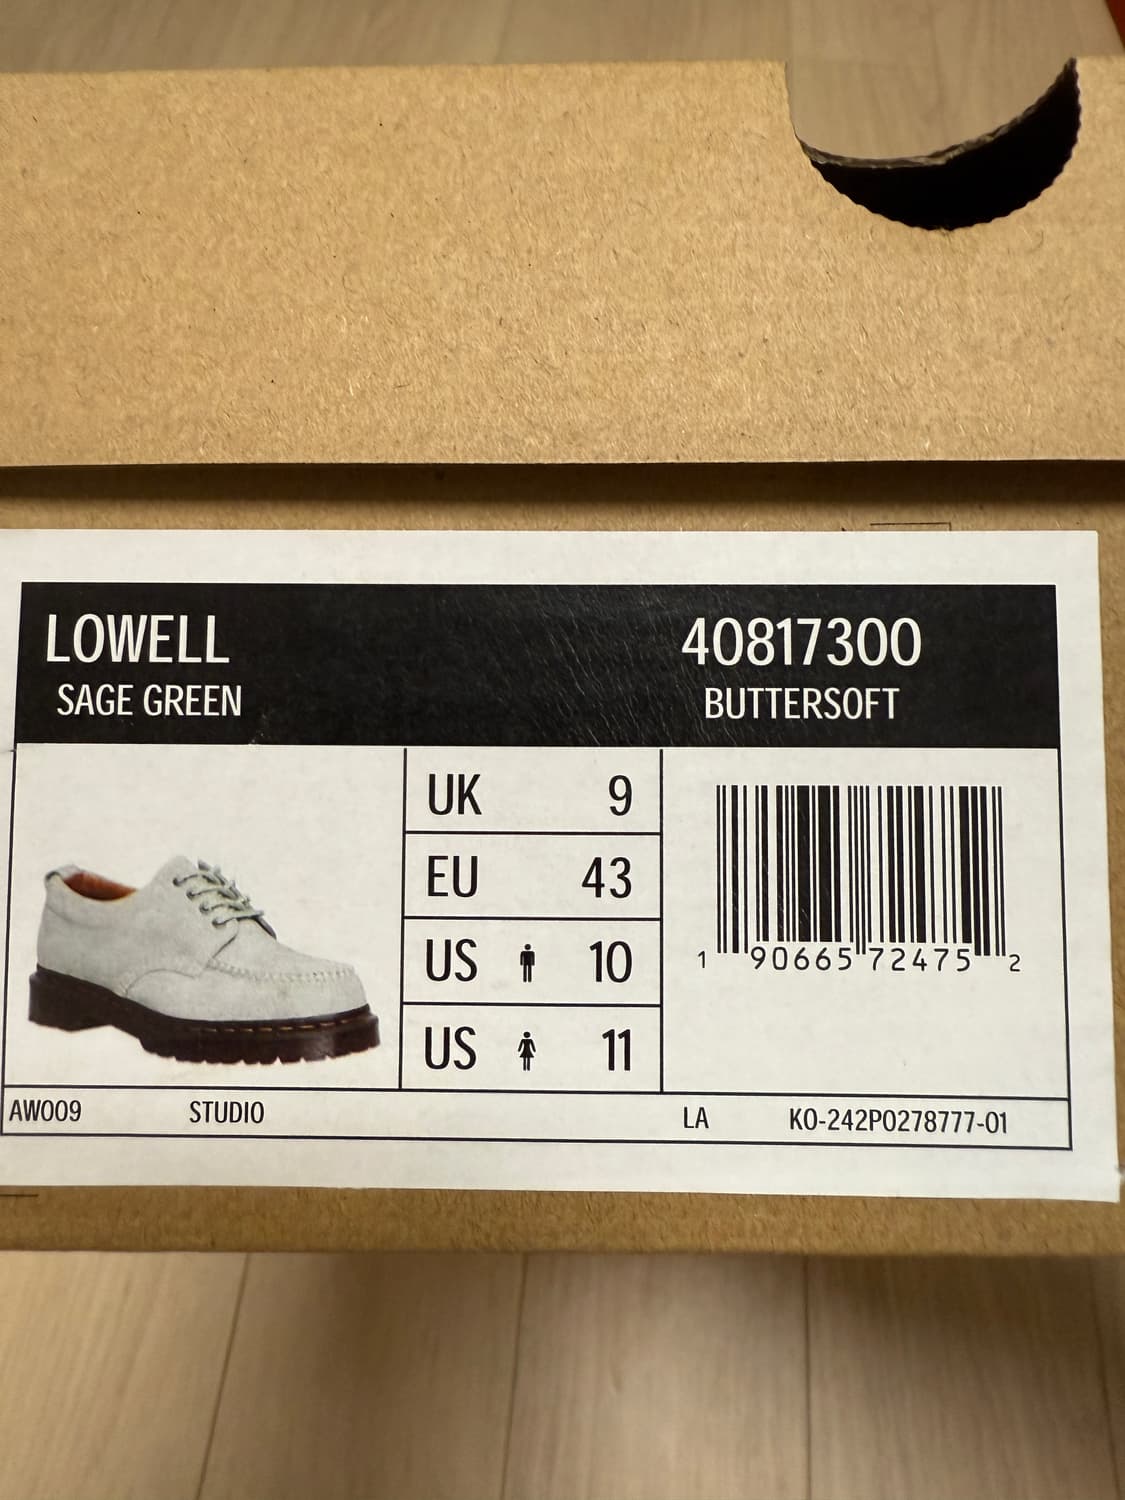 LOWELL 40817300
SAGE GREEN BUTTERSOFT
UK 9
EU 43
US 10
US 11
1 90665 72475 2
AW009 STUDIO LA K0-242P0278777-01